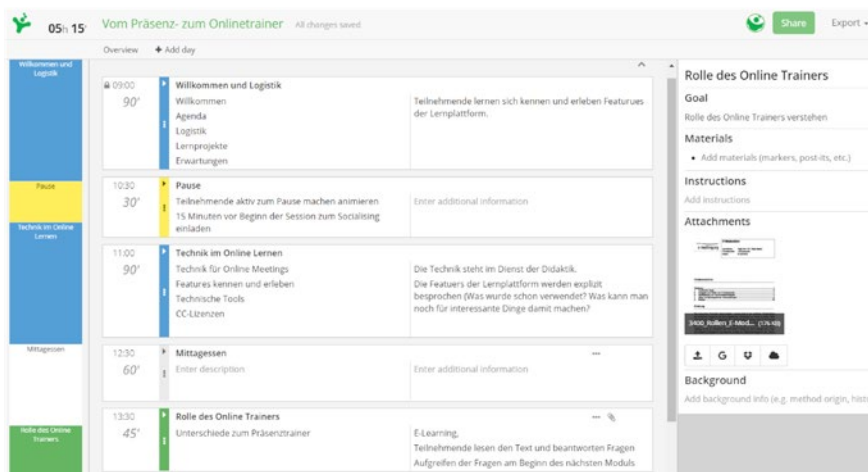 05h 15'
Vom Präsenz- zum Onlinetrainer
All changes saved
Share
Export
Overview
+ Add day
Willkommen und
Logistik
Pause
Technik im Online
Lernen
Mittagessen
Rolle des Online
Trainers
09:00
90'
Willkommen und Logistik
Willkommen
Agenda
Logistik
Lernprojekte
Erwartungen
Teilnehmende lernen sich kennen und erleben Featurues
der Lernplattform.
10:30
30'
Pause
Teilnehmende aktiv zum Pause machen animieren
15 Minuten vor Beginn der Session zum Socialising
einladen
Enter additional information
11:00
90'
Technik im Online Lernen
Technik für Online Meetings
Features kennen und erleben
Technische Tools
CC-Lizenzen
Die Technik steht im Dienst der Didaktik.
Die Featuers der Lernplattform werden explizit
besprochen (Was wurde schon verwendet? Was kann man
noch für interessante Dinge damit machen?
12:30
60'
Mittagessen
Enter description
Enter additional information
13:30
45'
Rolle des Online Trainers
Unterschiede zum Präsenztrainer
E-Learning,
Teilnehmende lesen den Text und beantworten Fragen
Aufgreifen der Fragen am Beginn des nächsten Moduls
Rolle des Online Trainers
Goal
Rolle des Online Trainers verstehen
Materials
• Add materials (markers, post-its, etc.)
Instructions
Add instructions
Attachments
3400_Rollen_E-Mod...
G
Background
Add background info (e.g. method origin, hist